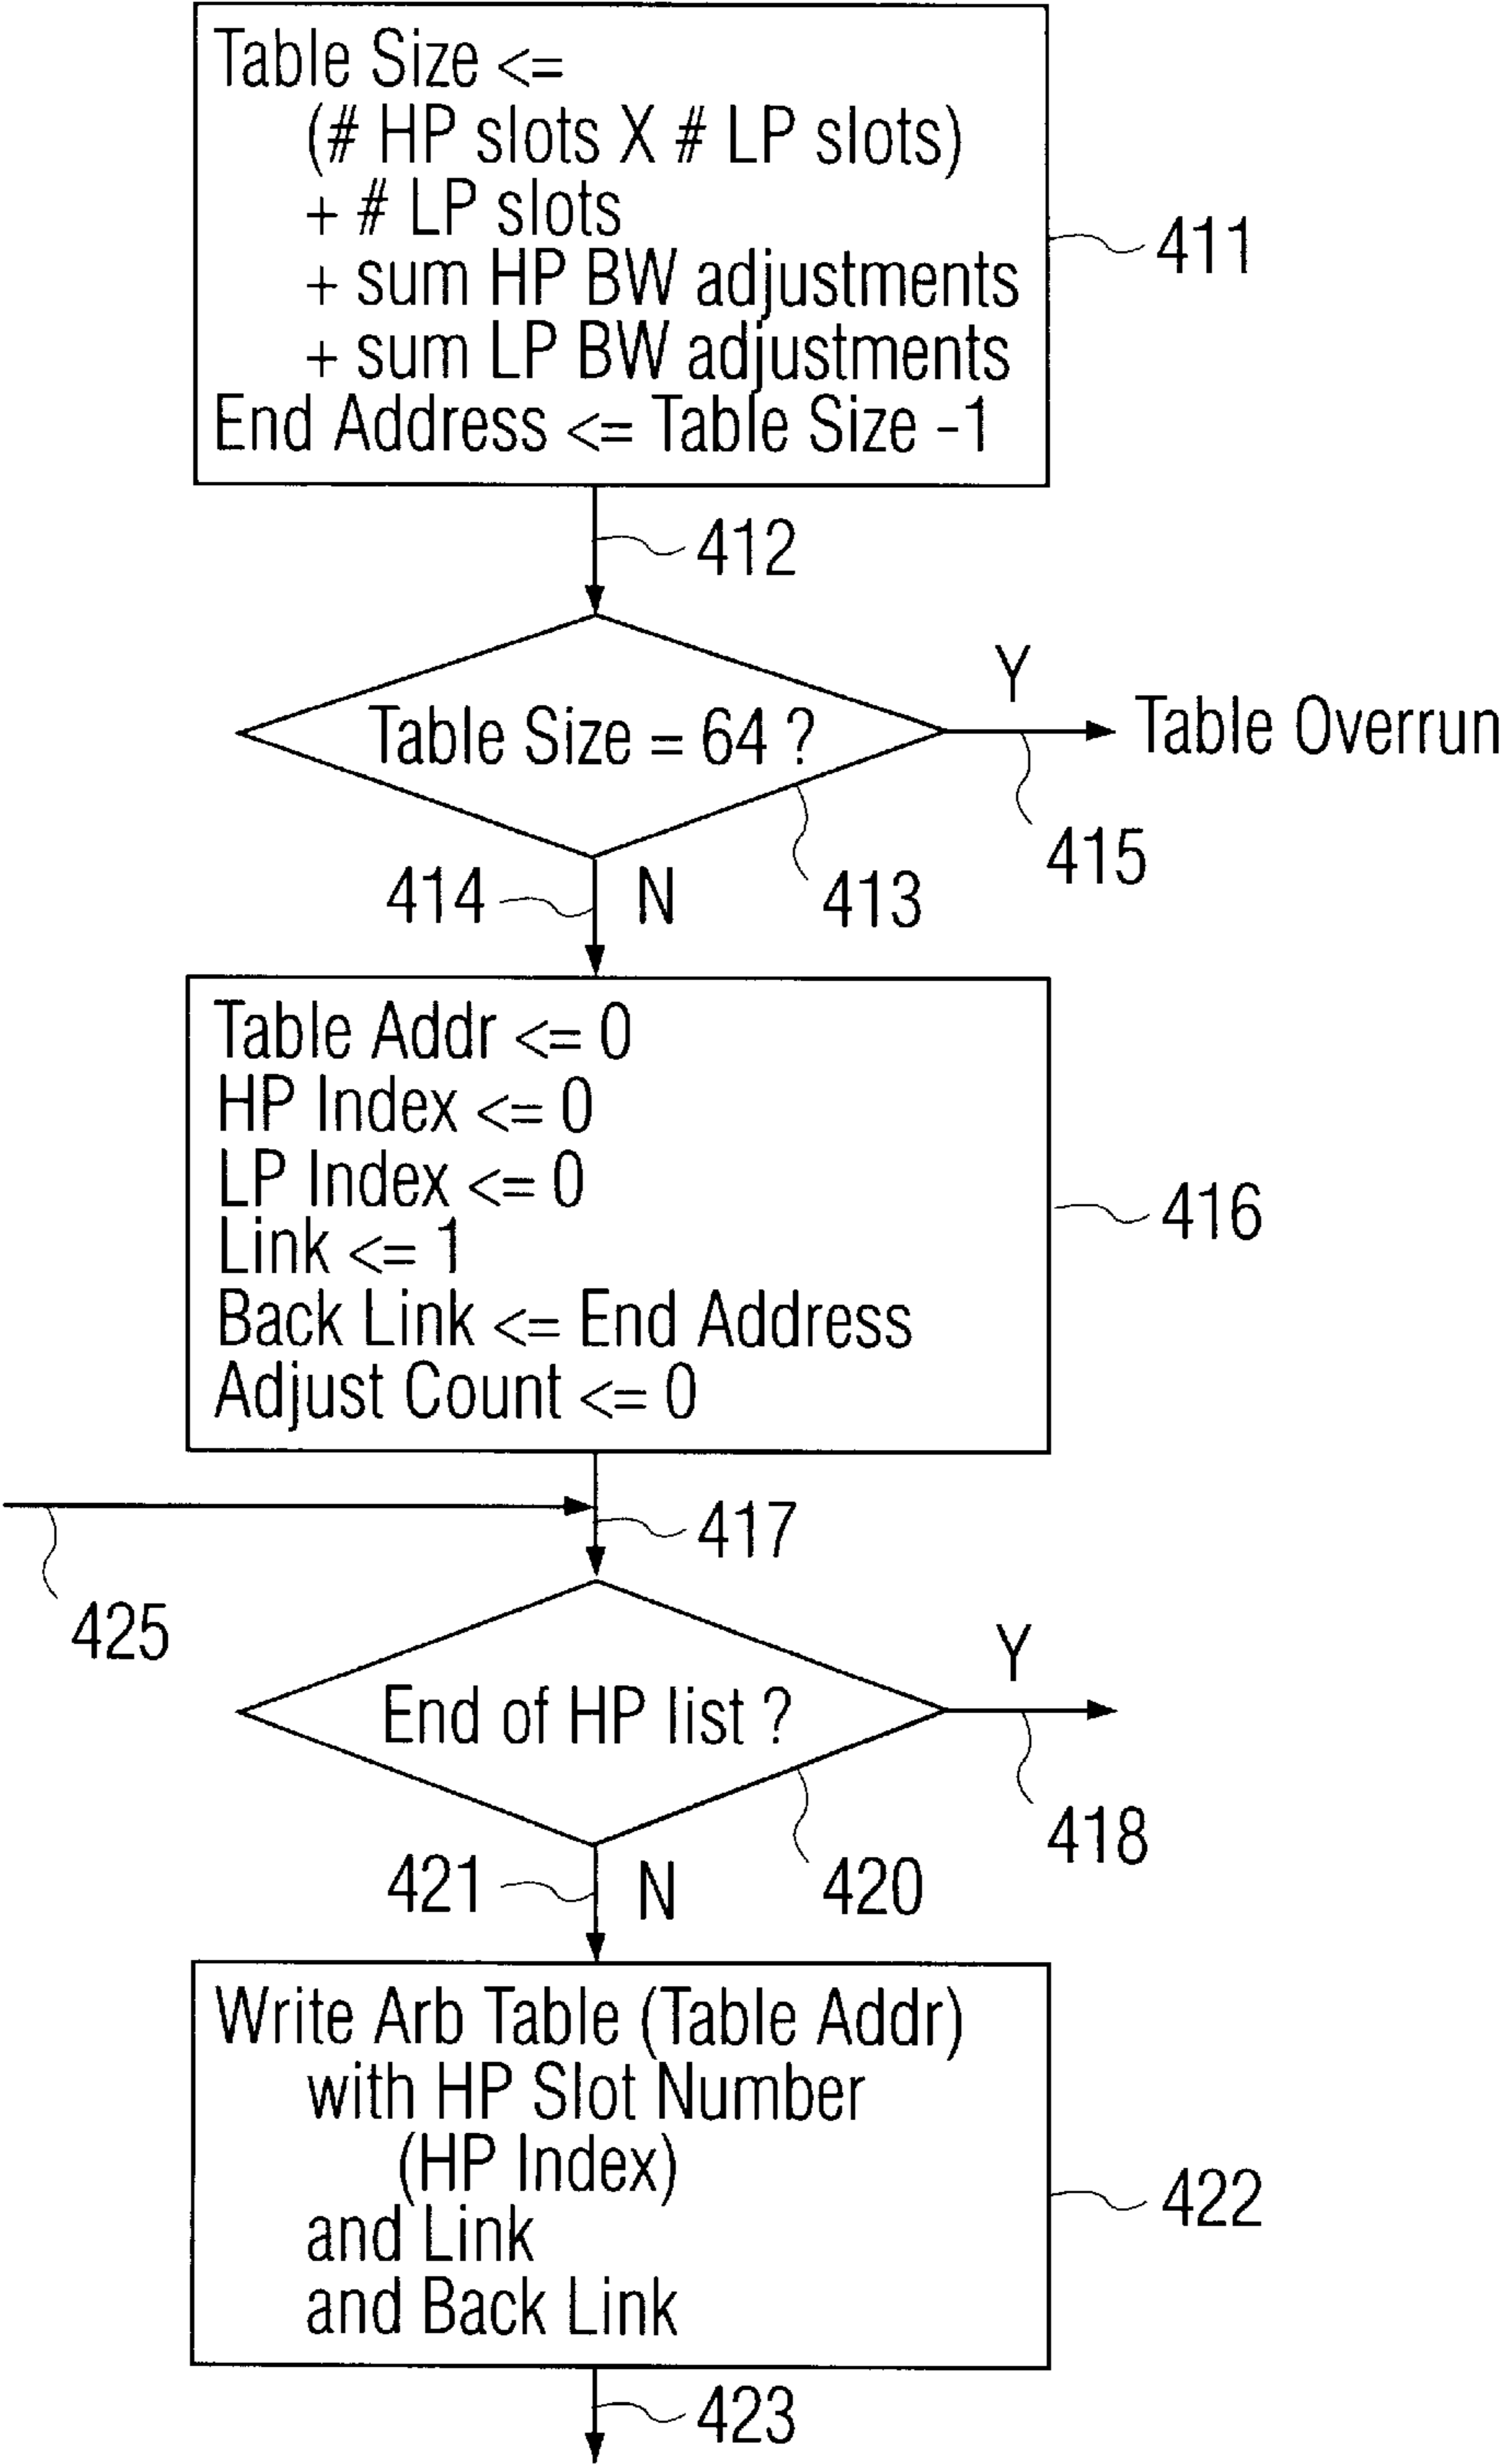 Table Size <=
(# HP slots X # LP slots)
+ # LP slots
+ sum HP BW adjustments
+ sum LP BW adjustments
End Address <= Table Size -1
411
412
Y
Table Size = 64 ?
Table Overrun
415
413
414
N
Table Addr <= 0
HP Index <= 0
LP Index <= 0
Link <= 1
Back Link <= End Address
Adjust Count <= 0
416
417
425
Y
End of HP list ?
418
420
421
N
Write Arb Table (Table Addr)
with HP Slot Number
(HP Index)
and Link
and Back Link
422
423